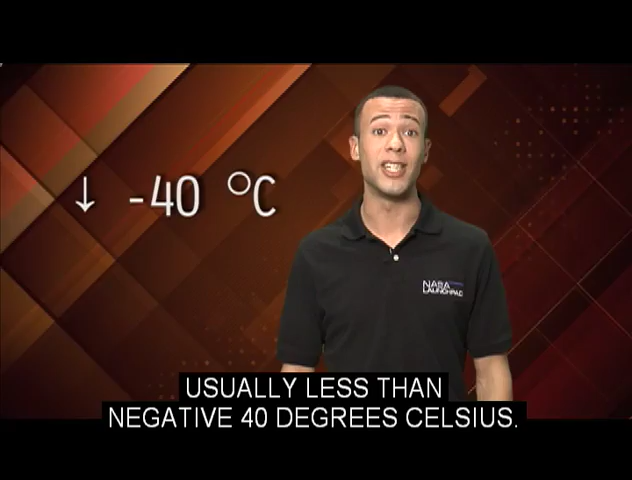 ↓ -40 °C
NASA
LAUNCHPAD
USUALLY LESS THAN
NEGATIVE 40 DEGREES CELSIUS.